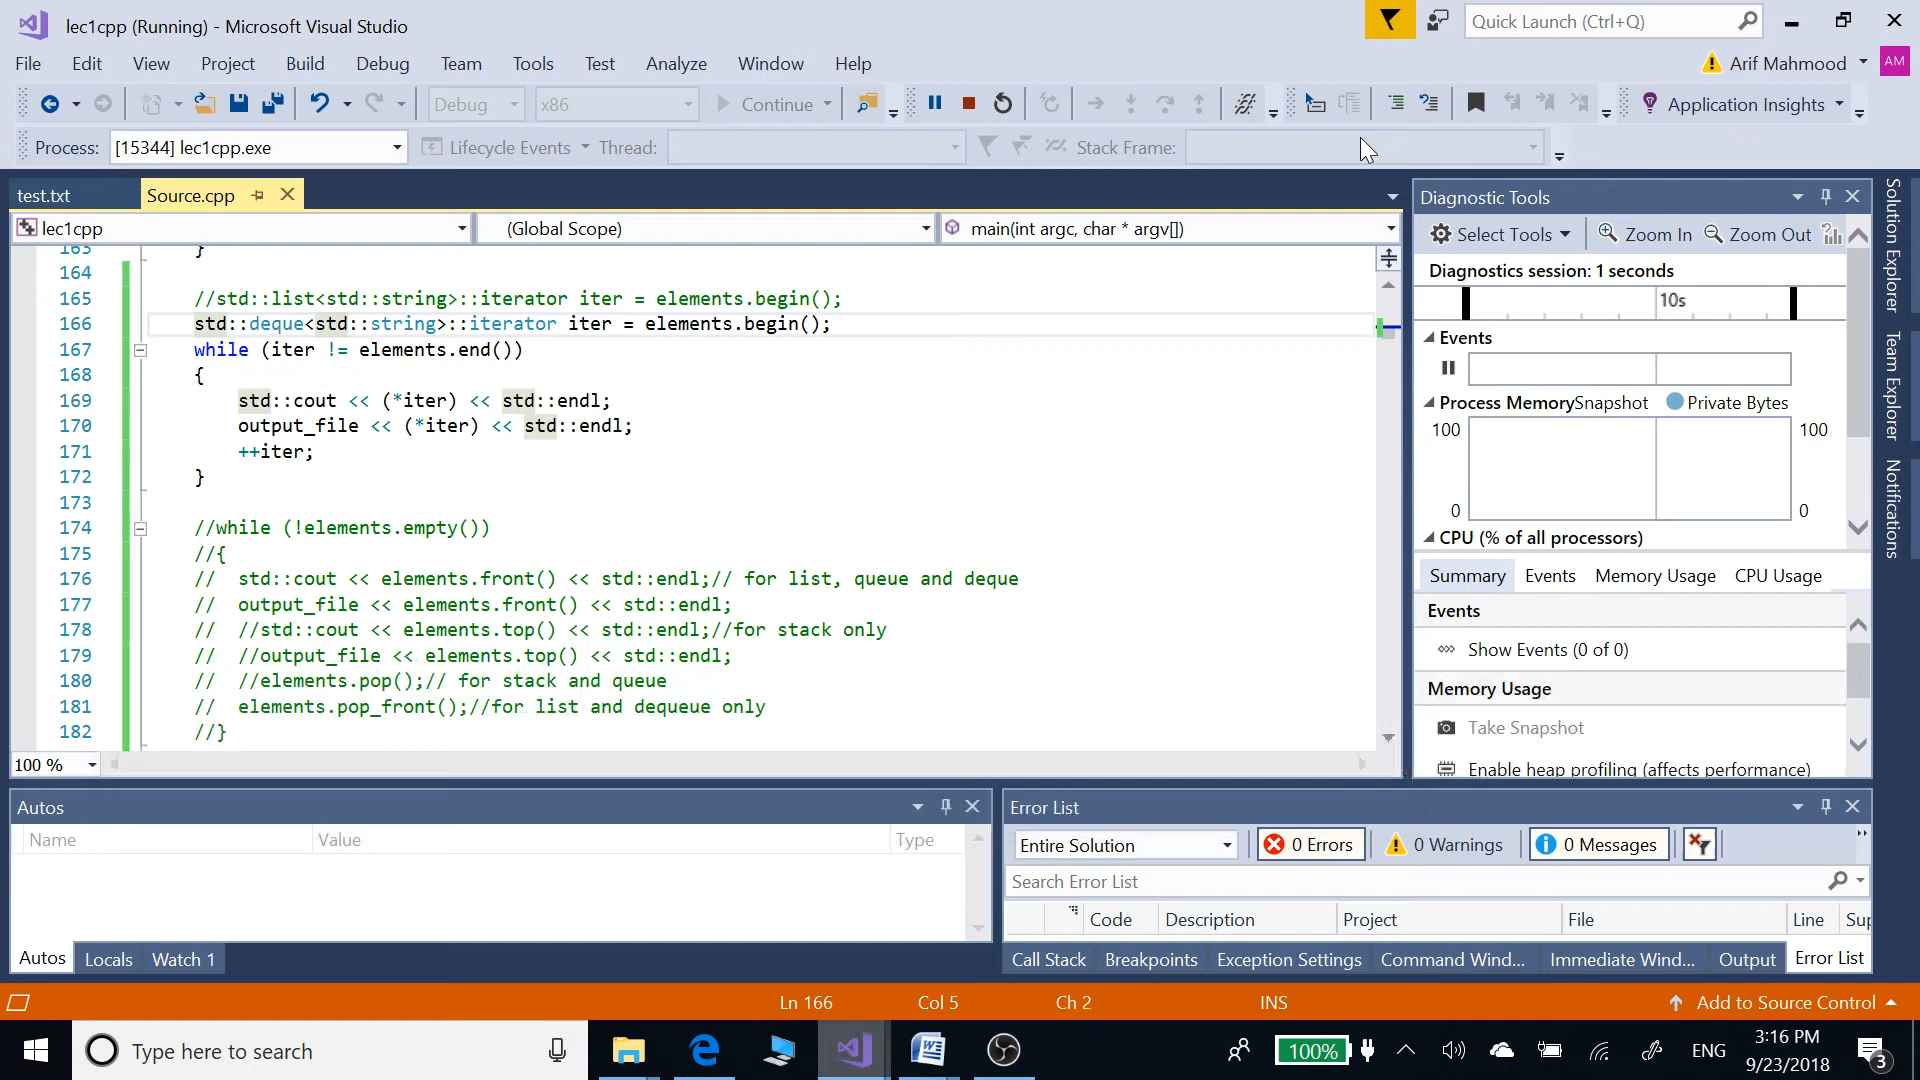 lec1cpp (Running) - Microsoft Visual Studio
Quick Launch (Ctrl+Q)
File Edit View Project Build Debug Team Tools Test Analyze Window Help
Arif Mahmood AM
Debug x86 Continue Application Insights
Process: [15344] lec1cpp.exe Lifecycle Events Thread: Stack Frame:
test.txt Source.cpp
lec1cpp (Global Scope) main(int argc, char * argv[])
163 }
164
165 //std::list<std::string>::iterator iter = elements.begin();
166 std::deque<std::string>::iterator iter = elements.begin();
167 while (iter != elements.end())
168 {
169 std::cout << (*iter) << std::endl;
170 output_file << (*iter) << std::endl;
171 ++iter;
172 }
173
174 //while (!elements.empty())
175 //{
176 // std::cout << elements.front() << std::endl;// for list, queue and deque
177 // output_file << elements.front() << std::endl;
178 // //std::cout << elements.top() << std::endl;//for stack only
179 // //output_file << elements.top() << std::endl;
180 // //elements.pop();// for stack and queue
181 // elements.pop_front();//for list and dequeue only
182 //}
100 %
Diagnostic Tools
Select Tools Zoom In Zoom Out
Diagnostics session: 1 seconds
10s
Events
Process Memory Snapshot Private Bytes
100 100
0 0
CPU (% of all processors)
Summary Events Memory Usage CPU Usage
Events
Show Events (0 of 0)
Memory Usage
Take Snapshot
Enable heap profiling (affects performance)
Solution Explorer
Team Explorer
Notifications
Autos
Name Value Type
Autos Locals Watch 1
Error List
Entire Solution 0 Errors 0 Warnings 0 Messages
Search Error List
Code Description Project File Line Sup
Call Stack Breakpoints Exception Settings Command Wind... Immediate Wind... Output Error List
Ln 166 Col 5 Ch 2 INS Add to Source Control
Type here to search
100% ENG 3:16 PM
9/23/2018 3